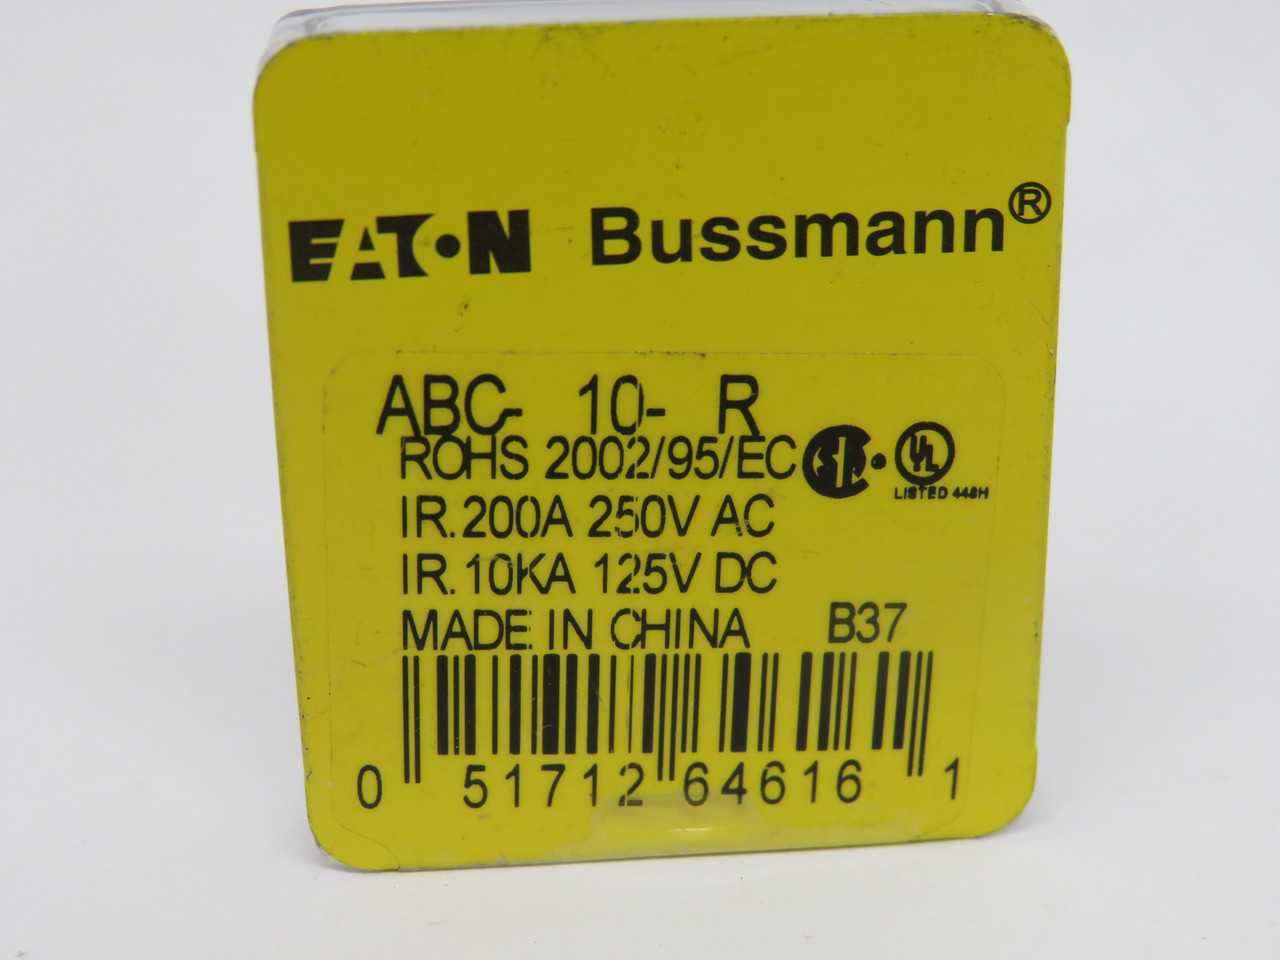 EATON Bussmann®
ABC- 10- R
ROHS 2002/95/EC
IR.200A 250V AC
LISTED 448H
IR.10KA 125V DC
MADE IN CHINA B37
0 51712 64616 1